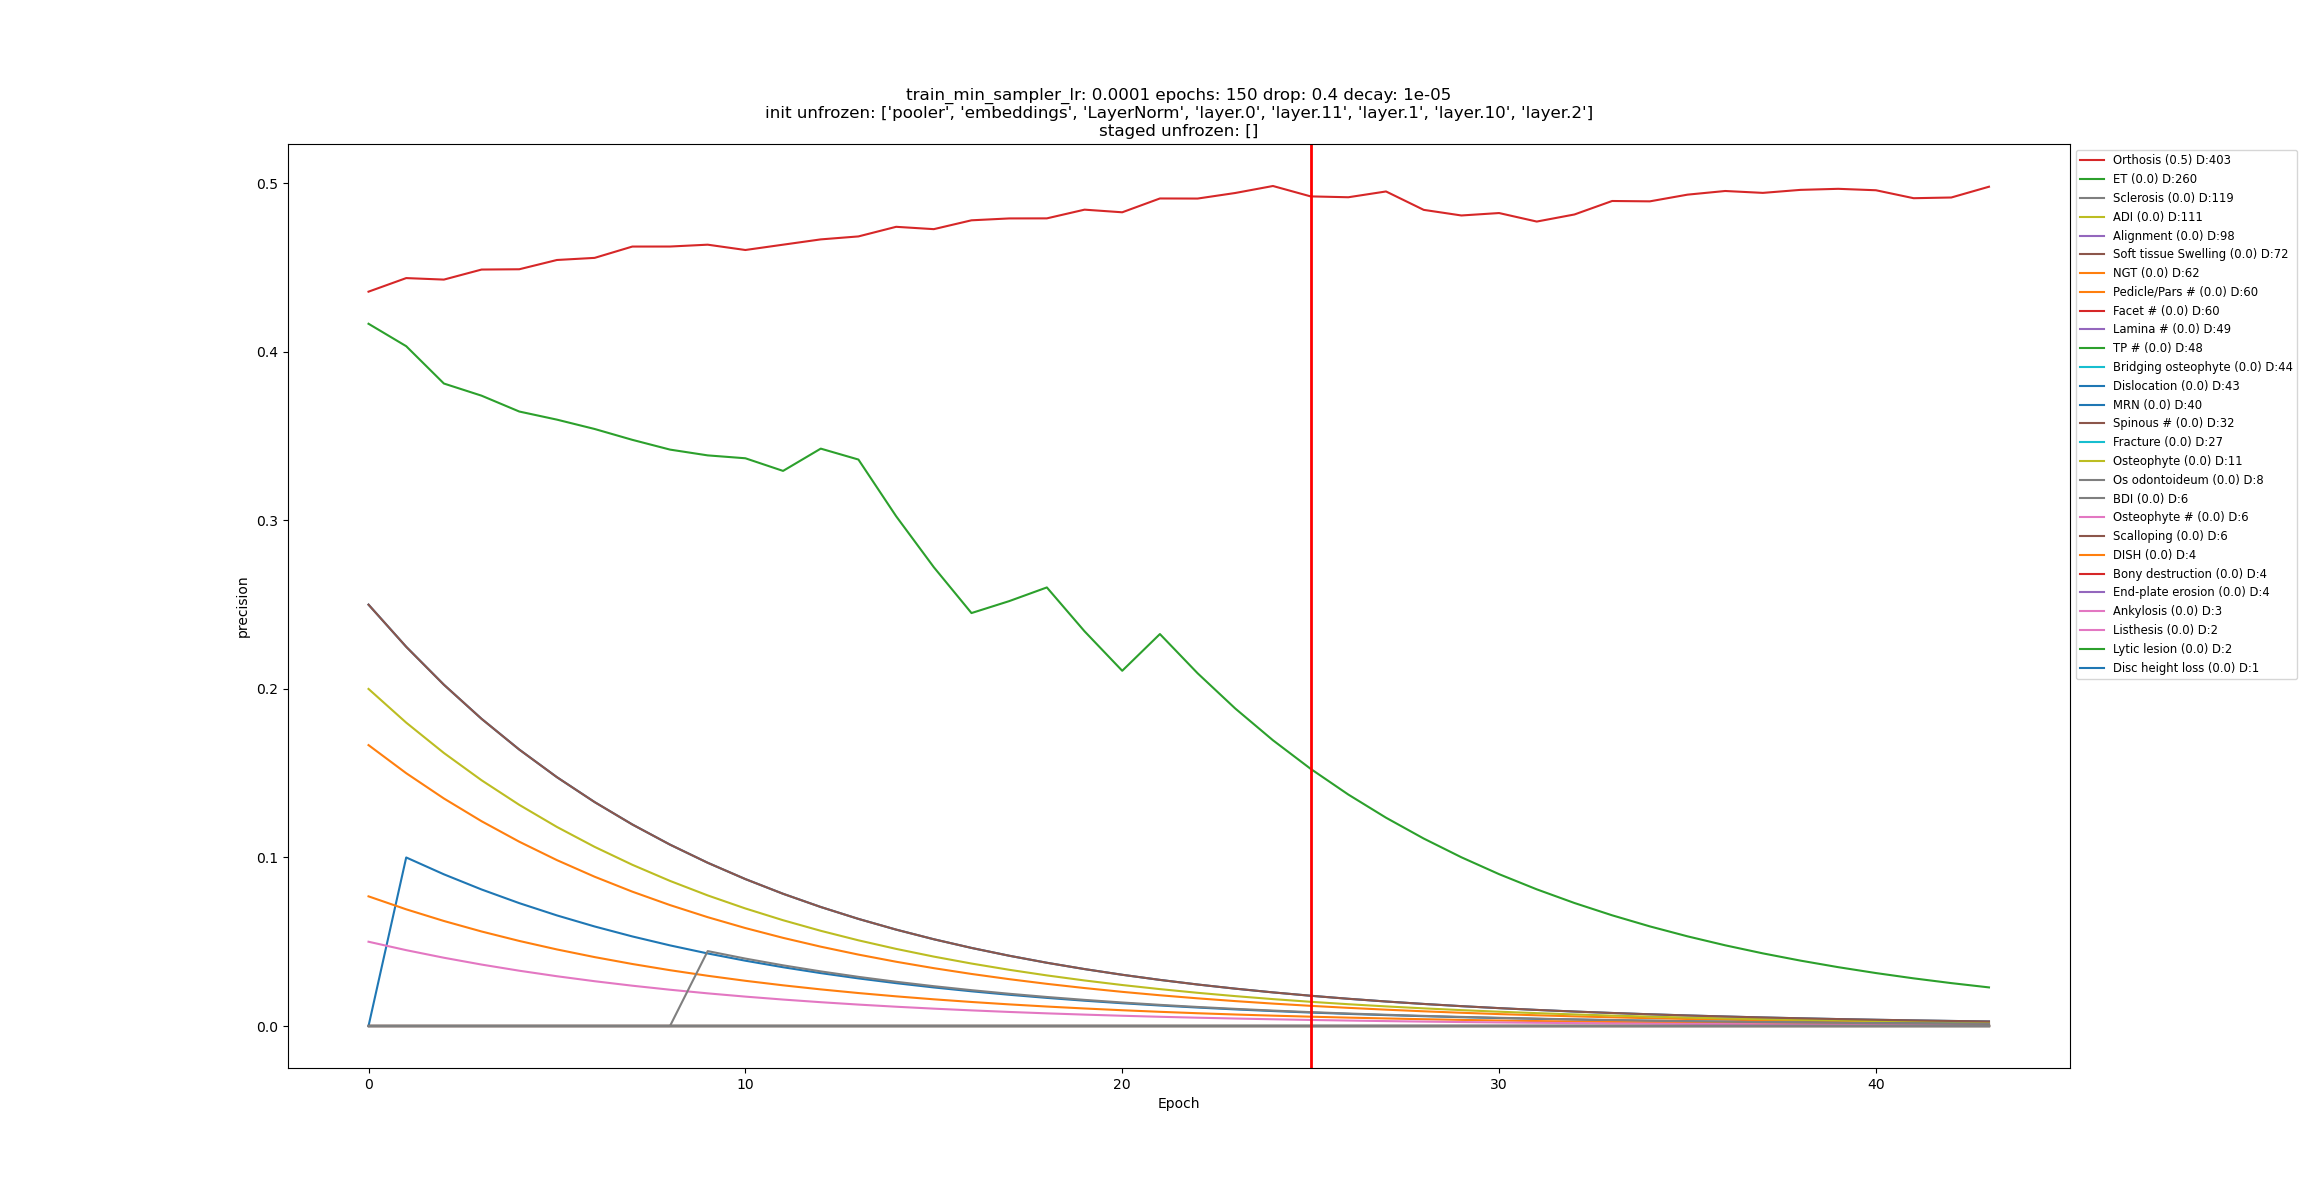 train_min_sampler_lr: 0.0001 epochs: 150 drop: 0.4 decay: 1e-05
init unfrozen: ['pooler', 'embeddings', 'LayerNorm', 'layer.0', 'layer.11', 'layer.1', 'layer.10', 'layer.2']
staged unfrozen: []
0.5
0.4
0.3
0.2
0.1
0.0
precision
0
10
20
30
40
Epoch
Orthosis (0.5) D:403
ET (0.0) D:260
Sclerosis (0.0) D:119
ADI (0.0) D:111
Alignment (0.0) D:98
Soft tissue Swelling (0.0) D:72
NGT (0.0) D:62
Pedicle/Pars # (0.0) D:60
Facet # (0.0) D:60
Lamina # (0.0) D:49
TP # (0.0) D:48
Bridging osteophyte (0.0) D:44
Dislocation (0.0) D:43
MRN (0.0) D:40
Spinous # (0.0) D:32
Fracture (0.0) D:27
Osteophyte (0.0) D:11
Os odontoideum (0.0) D:8
BDI (0.0) D:6
Osteophyte # (0.0) D:6
Scalloping (0.0) D:6
DISH (0.0) D:4
Bony destruction (0.0) D:4
End-plate erosion (0.0) D:4
Ankylosis (0.0) D:3
Listhesis (0.0) D:2
Lytic lesion (0.0) D:2
Disc height loss (0.0) D:1